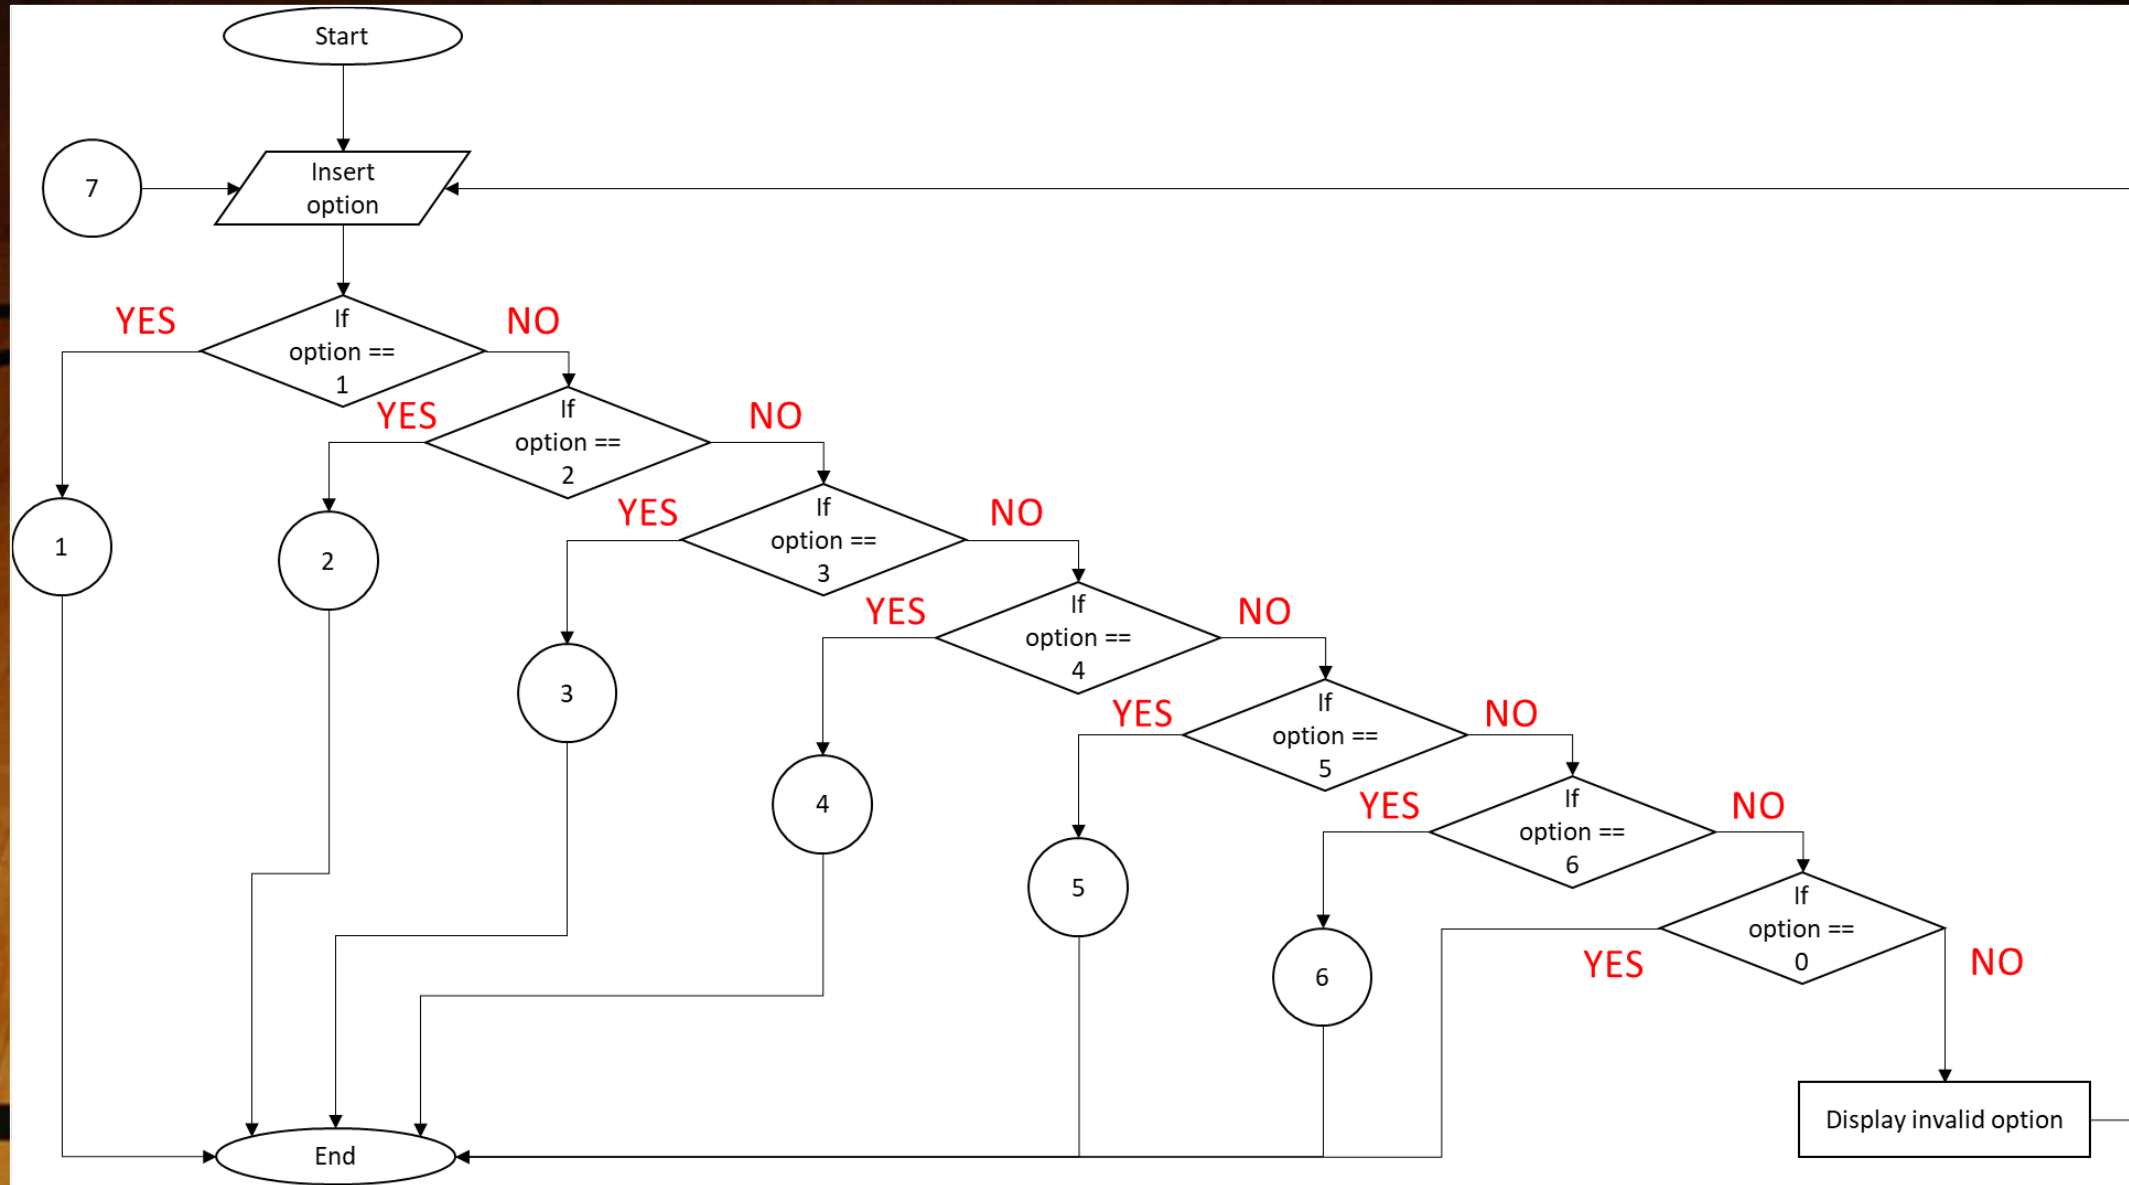 Start
7
Insert
option
YES
NO
If
option ==
1
YES
NO
If
option ==
2
YES
NO
If
option ==
3
YES
NO
If
option ==
4
YES
NO
If
option ==
5
YES
NO
If
option ==
6
YES
NO
If
option ==
0
1
2
3
4
5
6
Display invalid option
End